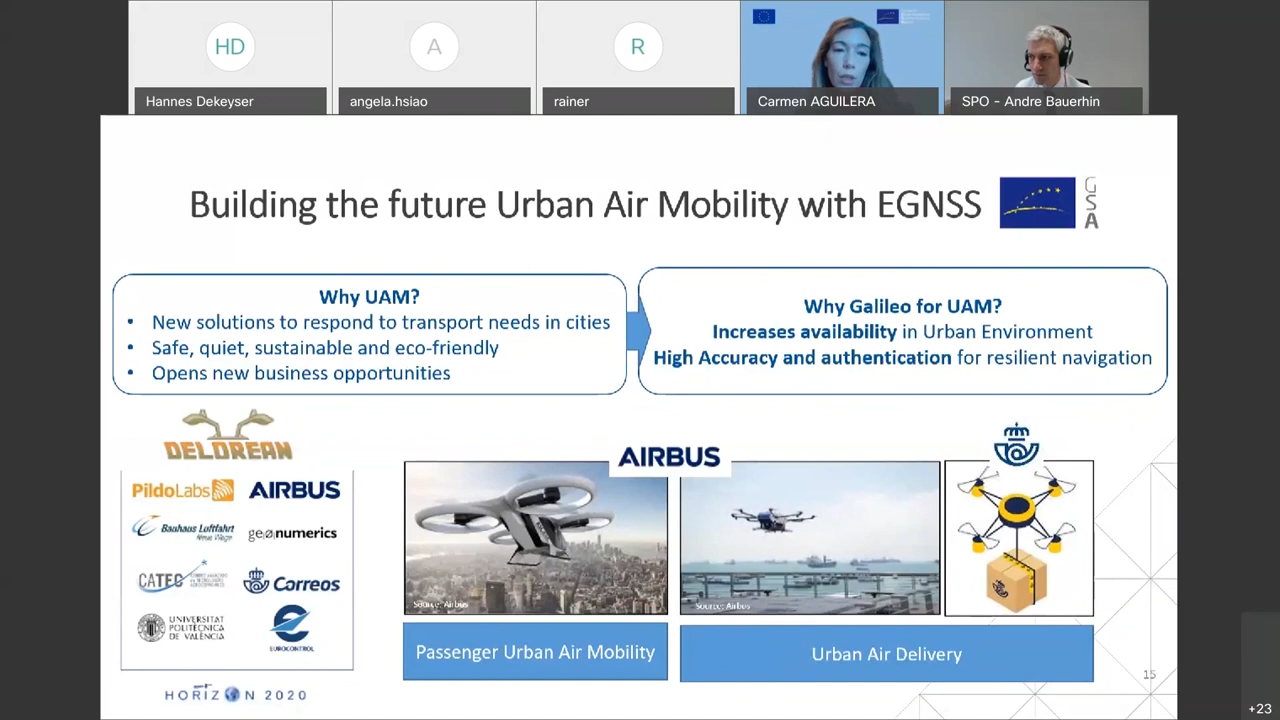 HD
A
R
Hannes Dekeyser
angela.hsiao
rainer
Carmen AGUILERA
SPO - Andre Bauerhin
Building the future Urban Air Mobility with EGNSS
GSA
Why UAM?
• New solutions to respond to transport needs in cities
• Safe, quiet, sustainable and eco-friendly
• Opens new business opportunities
Why Galileo for UAM?
Increases availability in Urban Environment
High Accuracy and authentication for resilient navigation
DELOREAN
PildoLabs
AIRBUS
Bauhaus Luftfahrt
Neue Wege
geonumerics
CATEC
Correos
UNIVERSITAT
POLITÈCNICA
DE VALÈNCIA
EUROCONTROL
HORIZON 2020
AIRBUS
Source: Airbus
Source: Airbus
Passenger Urban Air Mobility
Urban Air Delivery
15
+23